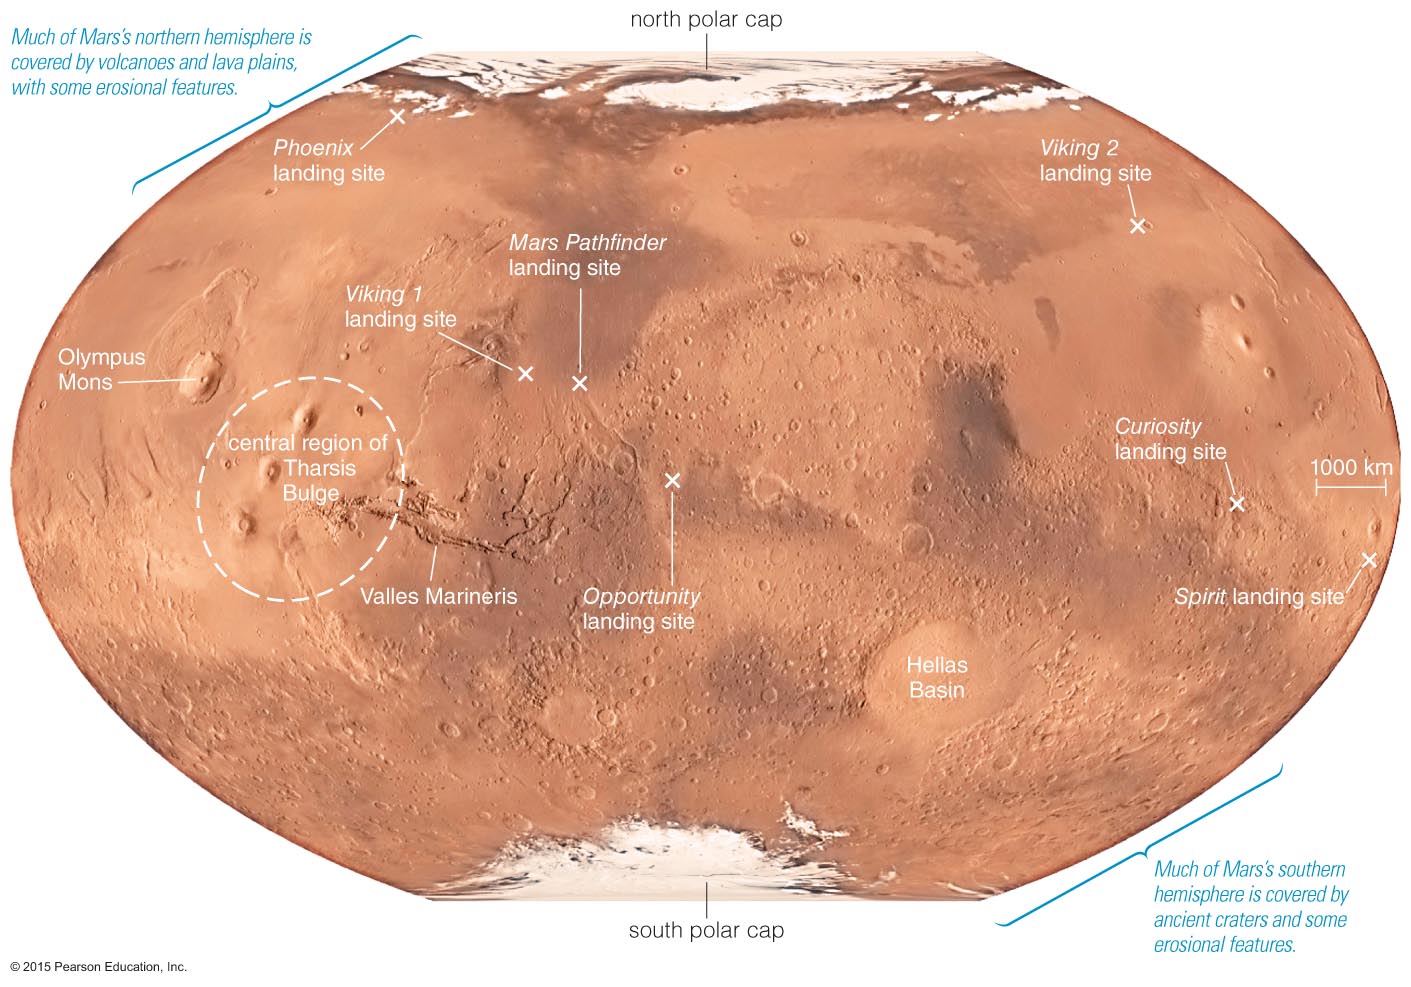 north polar cap
Much of Mars's northern hemisphere is
covered by volcanoes and lava plains,
with some erosional features.
Phoenix
landing site
Viking 2
landing site
Mars Pathfinder
landing site
Viking 1
landing site
Olympus
Mons
central region of
Tharsis
Bulge
Curiosity
landing site
1000 km
Valles Marineris
Opportunity
landing site
Spirit landing site
Hellas
Basin
Much of Mars's southern
hemisphere is covered by
ancient craters and some
erosional features.
south polar cap
© 2015 Pearson Education, Inc.